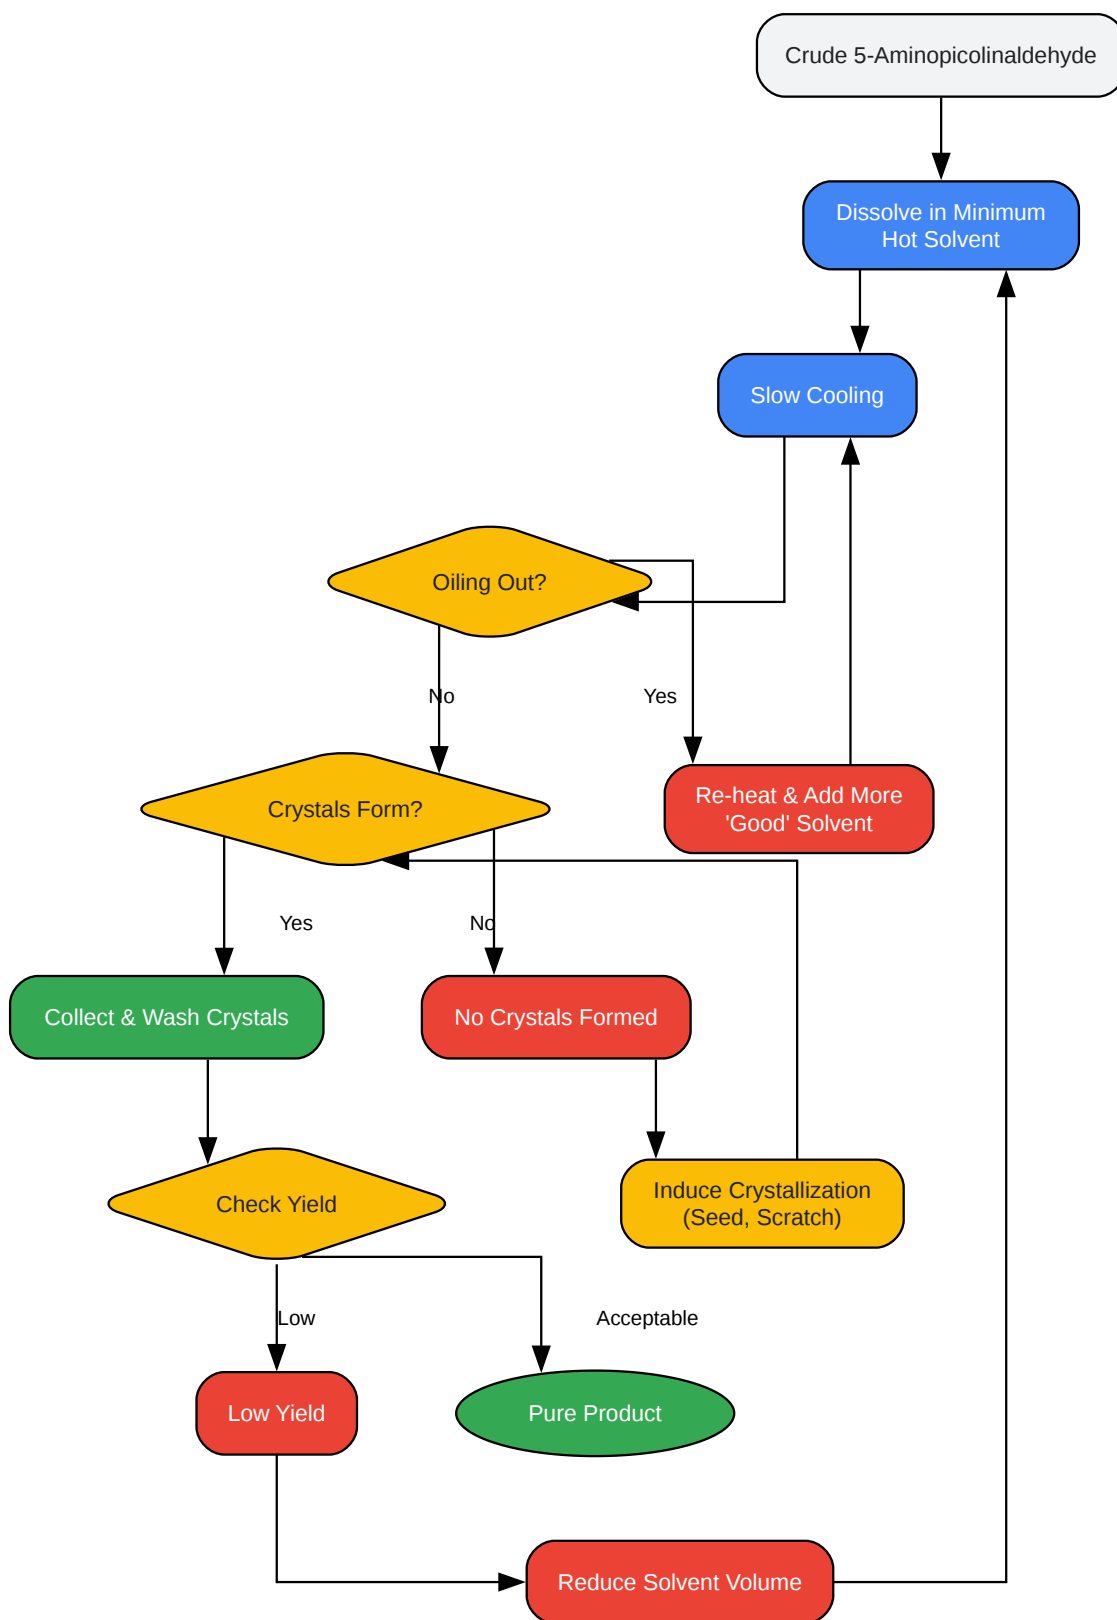 Crude 5-Aminopicolinaldehyde
Dissolve in Minimum
Hot Solvent
Slow Cooling
Oiling Out?
No
Yes
Crystals Form?
Re-heat & Add More
'Good' Solvent
Yes
No
Collect & Wash Crystals
No Crystals Formed
Check Yield
Induce Crystallization
(Seed, Scratch)
Low
Acceptable
Low Yield
Pure Product
Reduce Solvent Volume